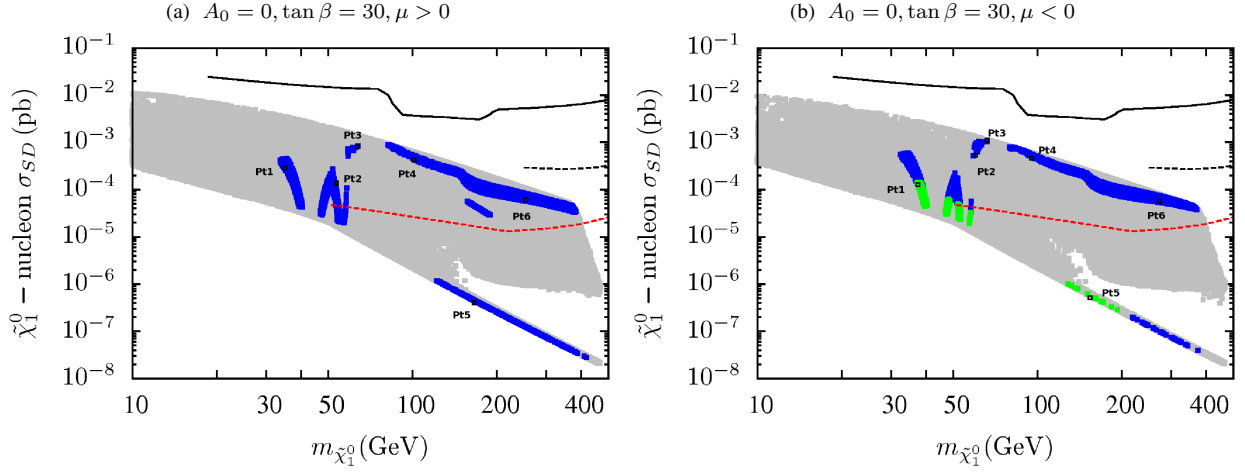 (a) A₀ = 0, tan β = 30, μ > 0
10⁻¹
10⁻²
10⁻³
10⁻⁴
10⁻⁵
10⁻⁶
10⁻⁷
10⁻⁸
χ̃⁰₁ – nucleon σ_SD (pb)
Pt1
Pt2
Pt3
Pt4
Pt5
Pt6
10 30 50 100 200 400
m_χ̃⁰₁ (GeV)
(b) A₀ = 0, tan β = 30, μ < 0
10⁻¹
10⁻²
10⁻³
10⁻⁴
10⁻⁵
10⁻⁶
10⁻⁷
10⁻⁸
χ̃⁰₁ – nucleon σ_SD (pb)
Pt1
Pt2
Pt3
Pt4
Pt5
Pt6
10 30 50 100 200 400
m_χ̃⁰₁ (GeV)